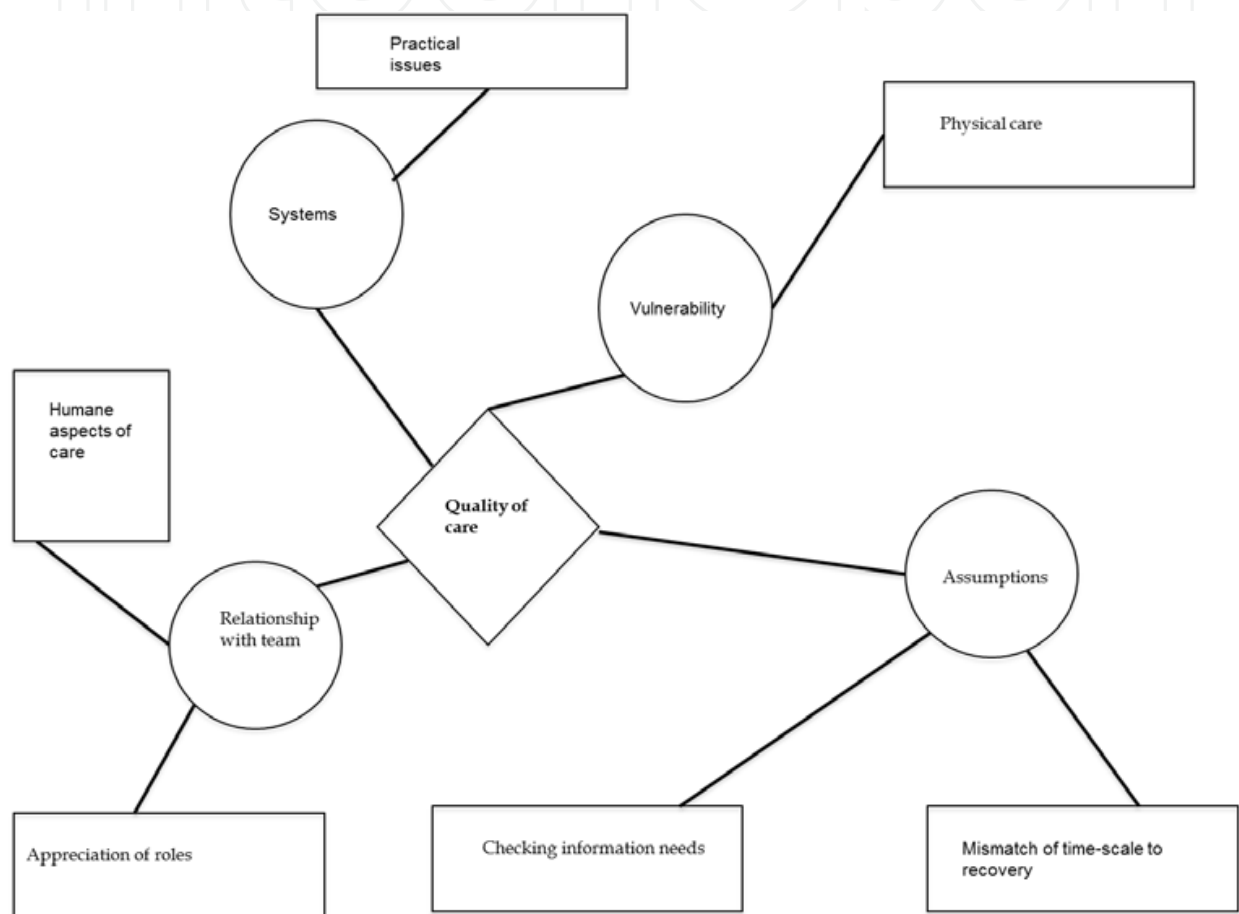 Practical
issues
Physical care
Systems
Vulnerability
Humane
aspects of
care
Quality of
care
Assumptions
Relationship
with team
Appreciation of roles
Checking information needs
Mismatch of time-scale to
recovery